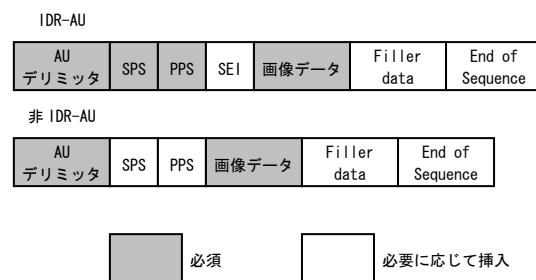 IDR-AU
AU
デリミタ
SPS
PPS
SEI
画像データ
Filler
data
End of
Sequence
非 IDR-AU
AU
デリミタ
SPS
PPS
画像データ
Filler
data
End of
Sequence
必須
必要に応じて挿入